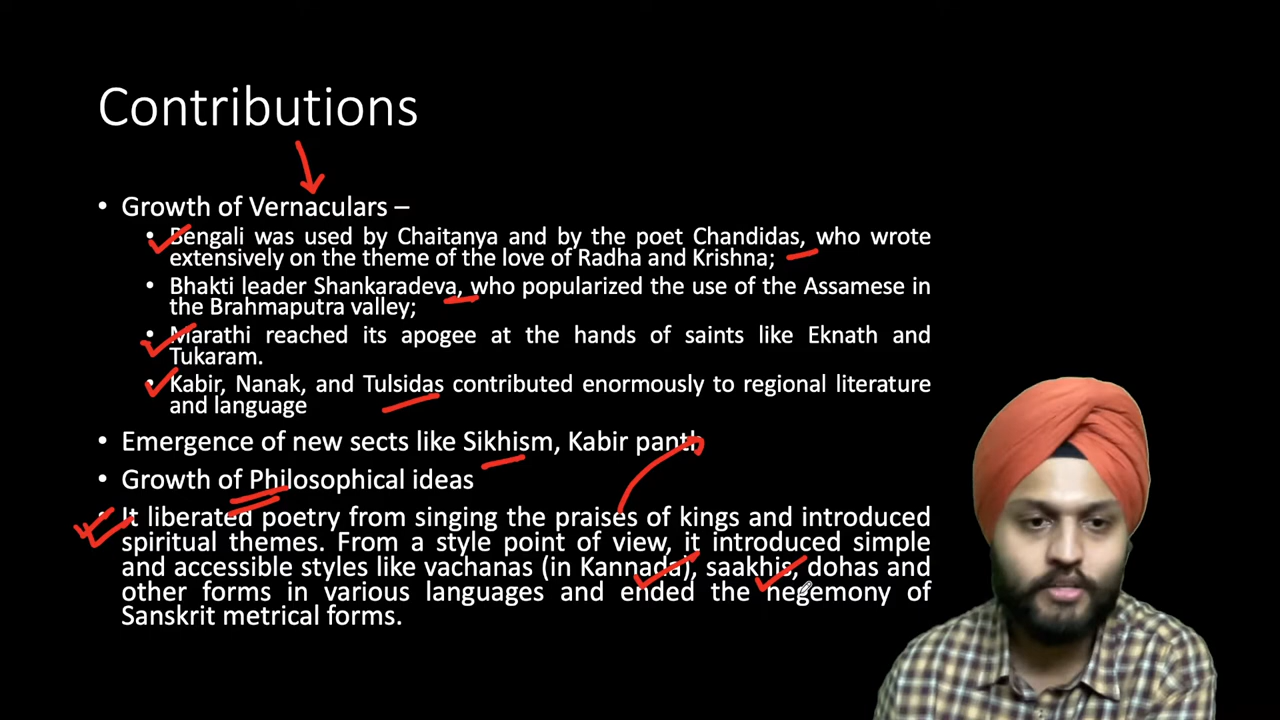 Contributions
• Growth of Vernaculars –
• Bengali was used by Chaitanya and by the poet Chandidas, who wrote
extensively on the theme of the love of Radha and Krishna;
• Bhakti leader Shankaradeva, who popularized the use of the Assamese in
the Brahmaputra valley;
• Marathi reached its apogee at the hands of saints like Eknath and
Tukaram.
• Kabir, Nanak, and Tulsidas contributed enormously to regional literature
and language
• Emergence of new sects like Sikhism, Kabir panth
• Growth of Philosophical ideas
• It liberated poetry from singing the praises of kings and introduced
spiritual themes. From a style point of view, it introduced simple
and accessible styles like vachanas (in Kannada), saakhis, dohas and
other forms in various languages and ended the hegemony of
Sanskrit metrical forms.